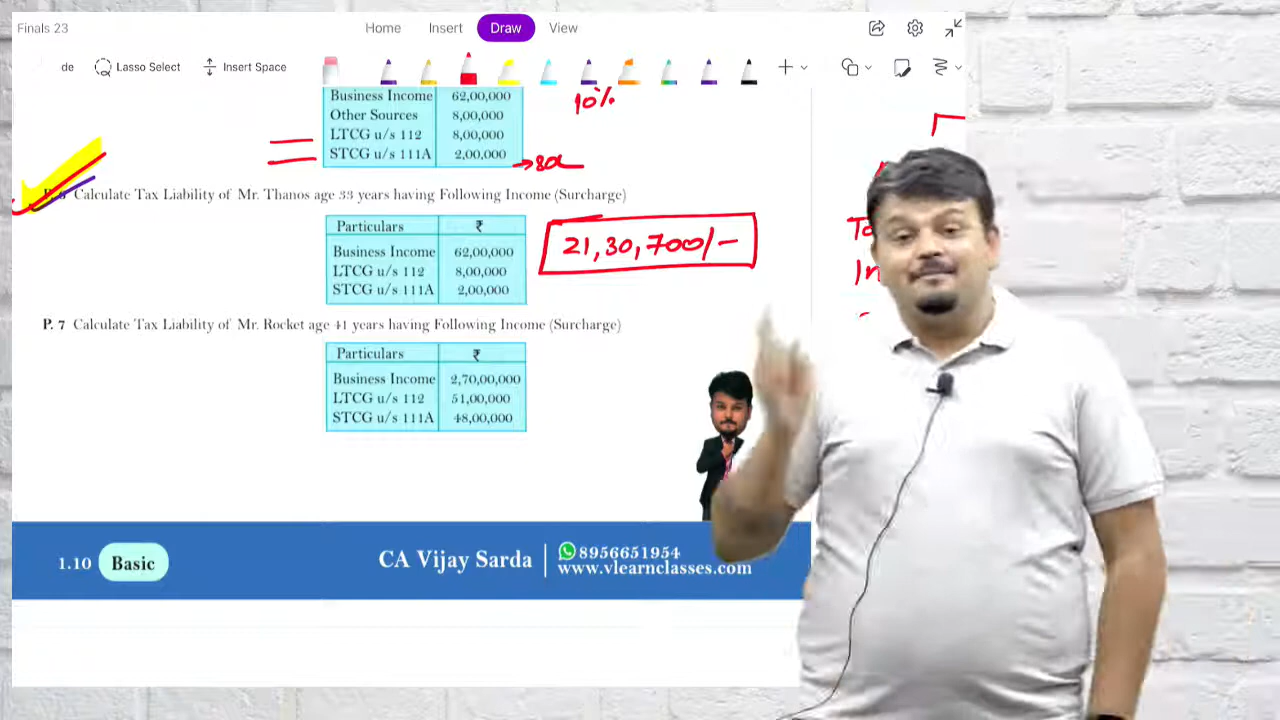 Finals 23
Home Insert Draw View
de Lasso Select Insert Space
Business Income 62,00,000
Other Sources 8,00,000
LTCG u/s 112 8,00,000
STCG u/s 111A 2,00,000
10%
Calculate Tax Liability of Mr. Thanos age 33 years having Following Income (Surcharge)
Particulars ₹
Business Income 62,00,000
LTCG u/s 112 8,00,000
STCG u/s 111A 2,00,000
21,30,700/-
P. 7 Calculate Tax Liability of Mr. Rocket age 41 years having Following Income (Surcharge)
Particulars ₹
Business Income 2,70,00,000
LTCG u/s 112 51,00,000
STCG u/s 111A 48,00,000
1.10 Basic
CA Vijay Sarda
8956651954
www.vlearnclasses.com